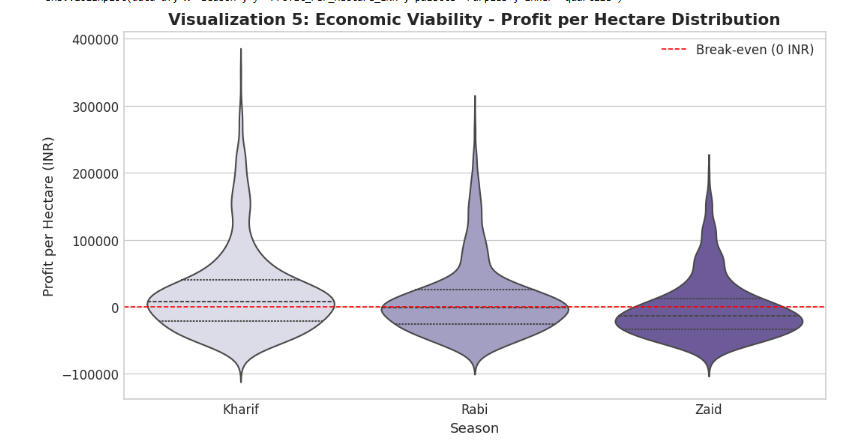 Visualization 5: Economic Viability - Profit per Hectare Distribution
400000
Break-even (0 INR)
300000
200000
100000
0
−100000
Profit per Hectare (INR)
Kharif
Rabi
Zaid
Season